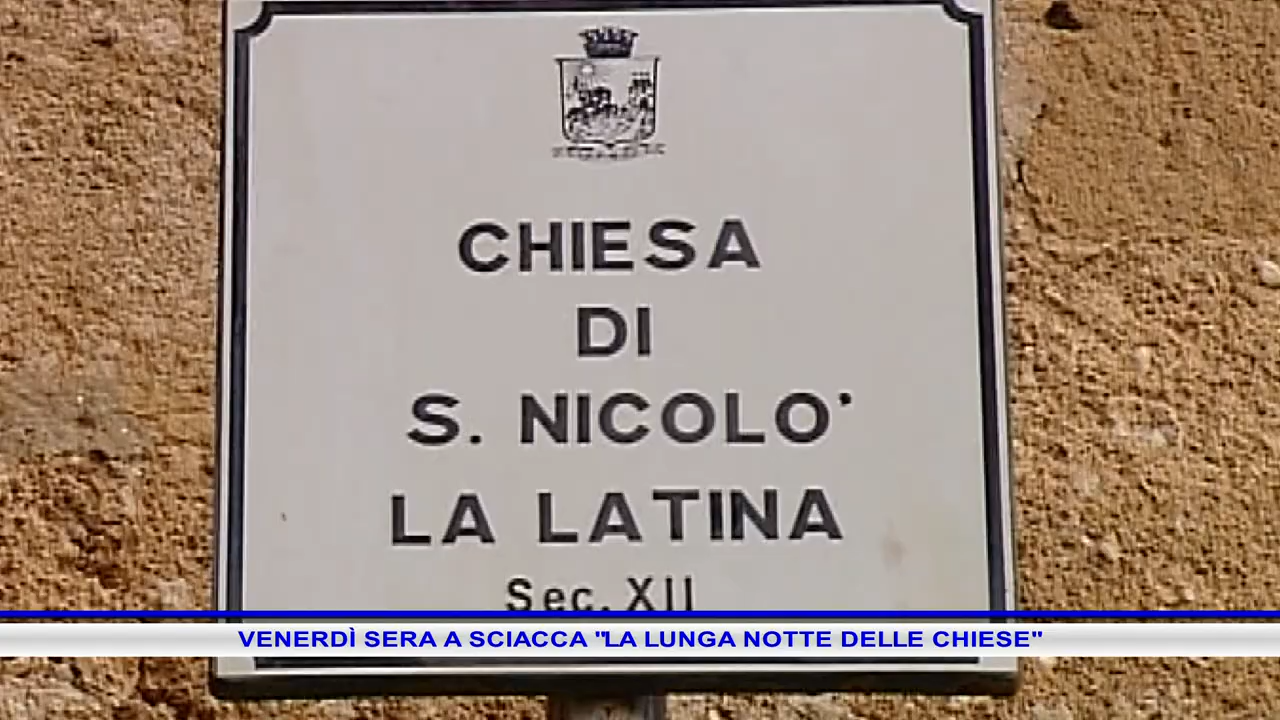 CHIESA
DI
S. NICOLO'
LA LATINA
Sec. XII
VENERDÌ SERA A SCIACCA "LA LUNGA NOTTE DELLE CHIESE"